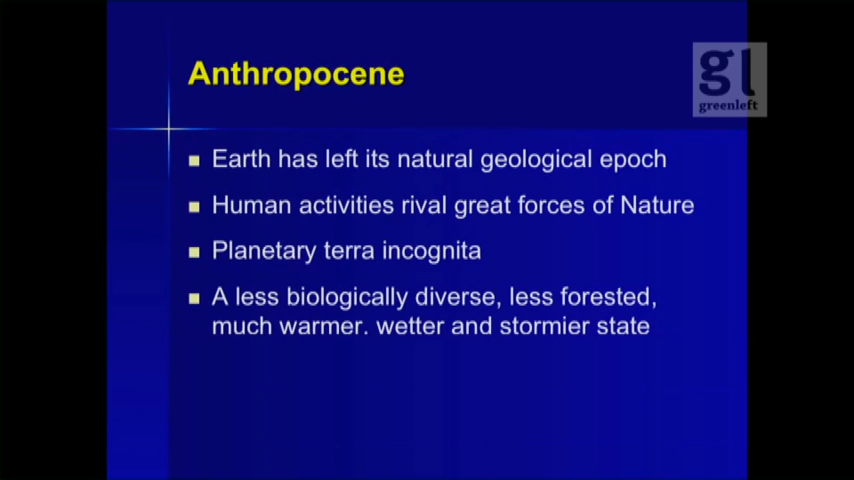 Anthropocene
gl
greenleft
Earth has left its natural geological epoch
Human activities rival great forces of Nature
Planetary terra incognita
A less biologically diverse, less forested,
much warmer. wetter and stormier state